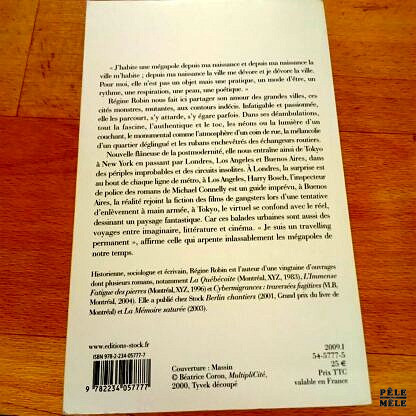 « J'habite une mégapole depuis ma naissance et depuis ma naissance la
ville m'habite ; depuis ma naissance la ville me dévore et je dévore la ville.
Pour moi, elle n'est pas un objet mais une pratique, un mode d'être, un
rythme, une respiration, une peau, une poétique. »
Régine Robin nous fait ici partager son amour des grandes villes, ces
cités monstres, mutantes, aux contours indécis. Infatigable et passionnée,
elle les parcourt, s'y attarde, s'y égare parfois. Dans ses déambulations,
tout la fascine, l'authentique et le toc, les néons ou la lumière d'un
couchant, le monumental comme l'atmosphère d'un coin de rue, la mélancolie
d'un quartier déglingué et les rubans enchevêtrés des échangeurs routiers.
Nouvelle flâneuse de la postmodernité, elle nous entraîne ainsi de Tokyo
à New York en passant par Londres, Los Angeles et Buenos Aires, dans
des périples improbables et des circuits insolites. À Londres, la surprise est
au bout de chaque ligne de métro, à Los Angeles, Harry Bosch, l'inspecteur
de police des romans de Michael Connelly est un guide imprévu, à Buenos
Aires, la réalité rejoint la fiction des films de gangsters lors d'une tentative
d'enlèvement à main armée, à Tokyo, le virtuel se confond avec le réel,
dessinant un paysage fantastique. Car ces balades urbaines sont aussi des
voyages entre imaginaire, littérature et cinéma. « Je suis un travelling
permanent », affirme celle qui arpente inlassablement les mégapoles de
notre temps.
Historienne, sociologue et écrivain, Régine Robin est l'auteur d'une vingtaine d'ouvrages
dont plusieurs romans, notamment La Québécoite (Montréal, XYZ, 1983), L'Immense
Fatigue des pierres (Montréal, XYZ, 1996) et Cybermigrances : traversées fugitives (VLB,
Montréal, 2004). Elle a publié chez Stock Berlin chantiers (2001, Grand prix du livre de
Montréal) et La Mémoire saturée (2003).
www.editions-stock.fr
ISBN 978-2-234-05777-7
9 782234 057777
Couverture : Massin
© Béatrice Coron, MultipliCité,
2000, Tyvek découpé
2009.I
54-5777-5
25 €
Prix TTC
valable en France
PÊLE
MÊLE